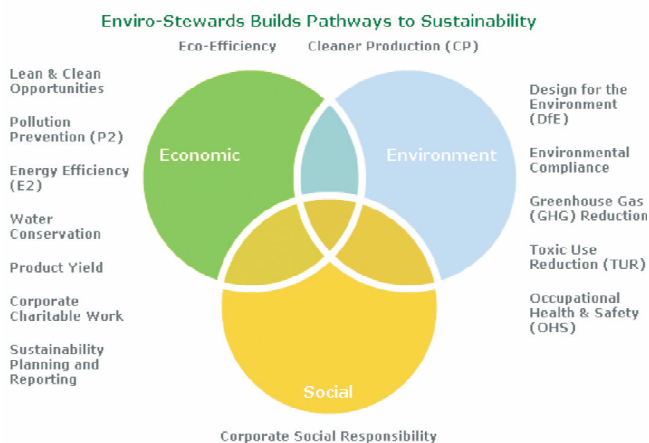 Enviro-Stewards Builds Pathways to Sustainability
Eco-Efficiency
Cleaner Production (CP)
Lean & Clean
Opportunities
Pollution
Prevention (P2)
Energy Efficiency
(E2)
Water
Conservation
Product Yield
Corporate
Charitable Work
Sustainability
Planning and
Reporting
Economic
Environment
Social
Design for the
Environment
(DfE)
Environmental
Compliance
Greenhouse Gas
(GHG) Reduction
Toxic Use
Reduction (TUR)
Occupational
Health & Safety
(OHS)
Corporate Social Responsibility